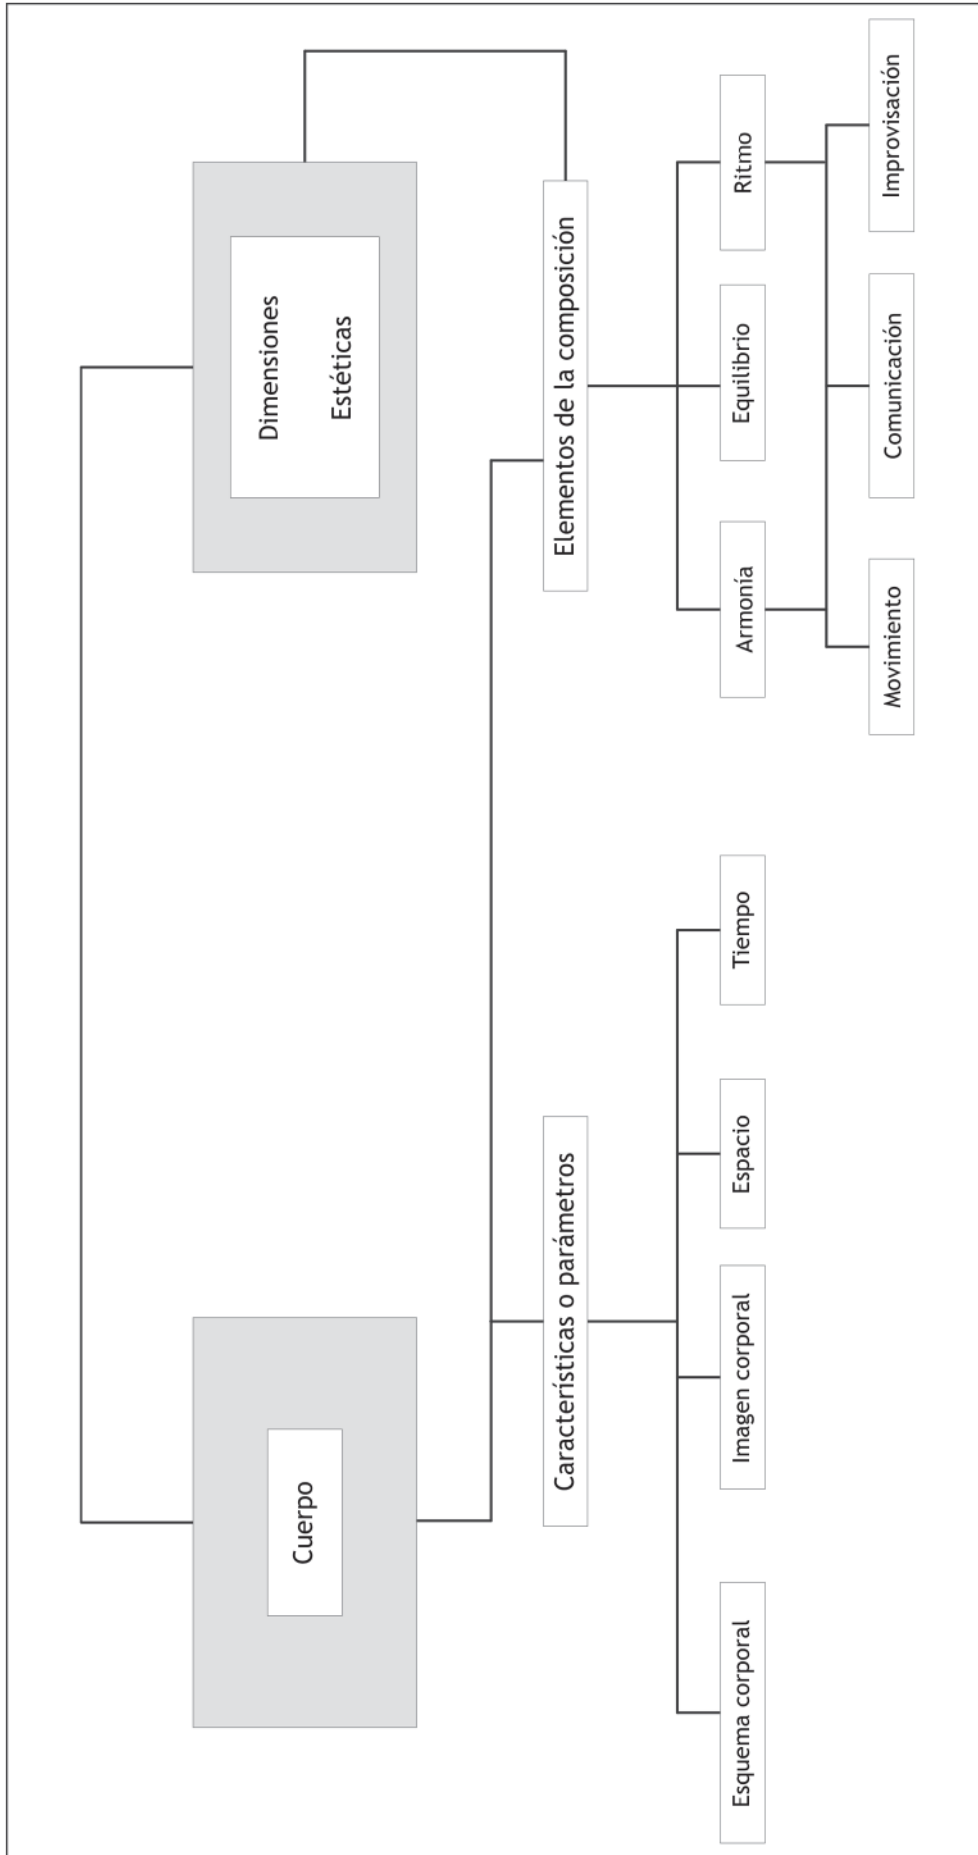 Cuerpo
Dimensiones
Estéticas
Características o parámetros
Elementos de la composición
Esquema corporal
Imagen corporal
Espacio
Tiempo
Armonía
Equilibrio
Ritmo
Movimiento
Comunicación
Improvisación